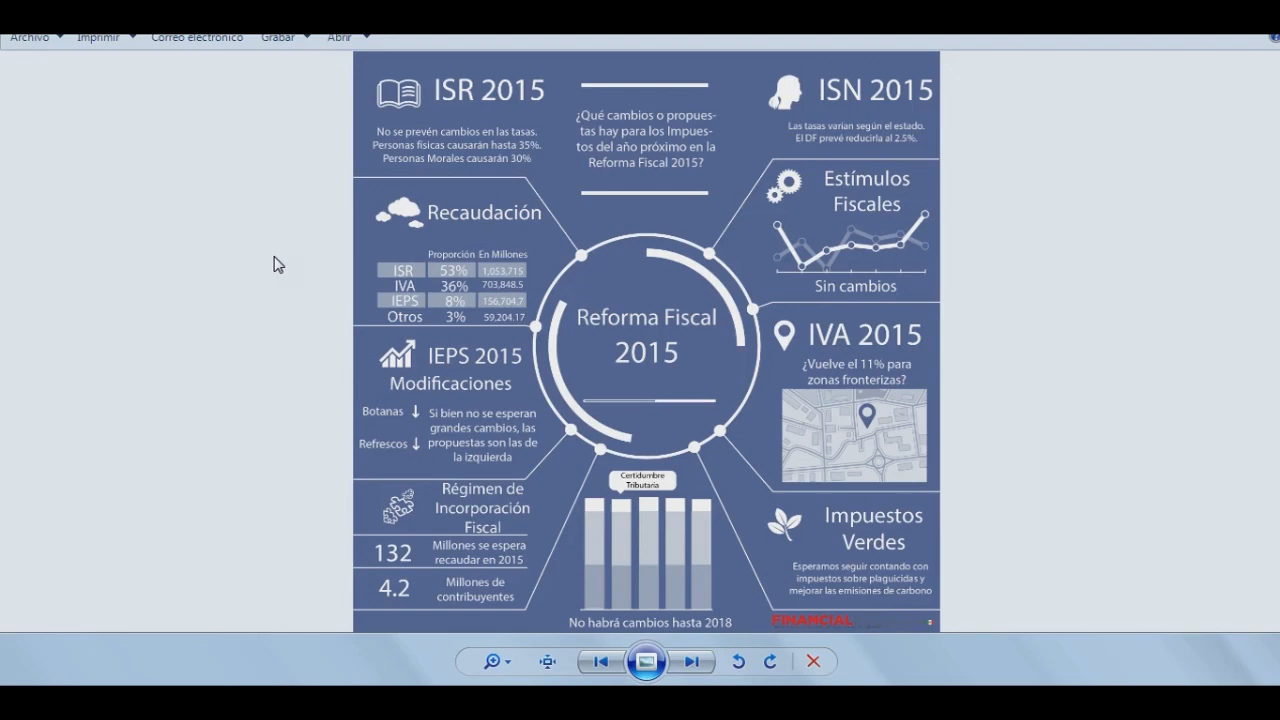 Archivo Imprimir Correo electrónico Grabar Abrir
ISR 2015
No se prevén cambios en las tasas.
Personas físicas causarán hasta 35%.
Personas Morales causarán 30%
¿Qué cambios o propues-
tas hay para los Impues-
tos del año próximo en la
Reforma Fiscal 2015?
ISN 2015
Las tasas varían según el estado.
El DF prevé reducirla al 2.5%.
Recaudación
Proporción En Millones
ISR 53% 1,053,715
IVA 36% 703,848.5
IEPS 8% 156,704.7
Otros 3% 59,204.17
Estímulos
Fiscales
Sin cambios
Reforma Fiscal
2015
IEPS 2015
Modificaciones
Botanas
Refrescos
Si bien no se esperan
grandes cambios, las
propuestas son las de
la izquierda
IVA 2015
¿Vuelve el 11% para
zonas fronterizas?
Régimen de
Incorporación
Fiscal
132 Millones se espera
recaudar en 2015
4.2 Millones de
contribuyentes
Certidumbre
Tributaria
No habrá cambios hasta 2018
Impuestos
Verdes
Esperamos seguir contando con
impuestos sobre plaguicidas y
mejorar las emisiones de carbono
FINANCIAL